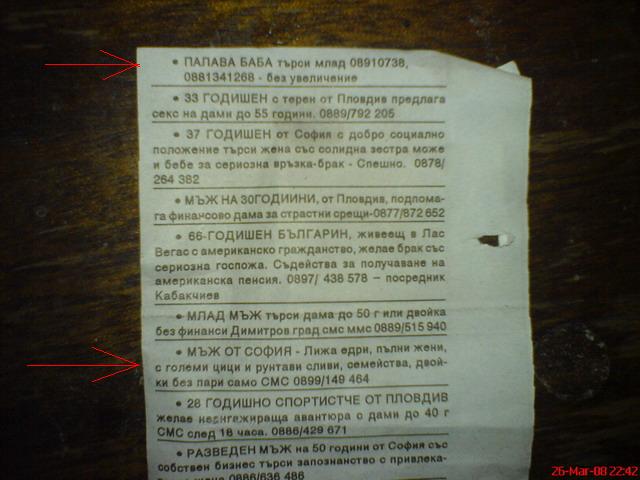 • ПАЛАВА БАБА търси млад 08910738,
0881341268 - без увеличение
• 33 ГОДИШЕН с терен от Пловдив предлага
секс на дами до 55 години. 0889/792 205
• 37 ГОДИШЕН от София с добро социално
положение търси жена със солидна зестра може
и бебе за сериозна връзка-брак - Спешно. 0878/
264 382
• МЪЖ НА 30ГОДИИНИ, от Пловдив, подпома-
га финансово дама за страстни срещи-0877/872 652
• 66-ГОДИШЕН БЪЛГАРИН, живеещ в Лас
Вегас с американско гражданство, желае брак със
сериозна госпожа. Съдейства за получаване на
американска пенсия. 0897/ 438 578 – посредник
Кабакчиев
• МЛАД МЪЖ търси дама до 50 г или двойка
без финанси Димитров град смс ммс 0889/515 940
• МЪЖ ОТ СОФИЯ - Лижа едри, пълни жени,
с големи цици и рунтави сливи, семейства, двой-
ки без пари само СМС 0899/149 464
• 28 ГОДИШНО СПОРТИСТЧЕ ОТ ПЛОВДИВ
желае неангажираща авантюра с дами до 40 г
СМС след 18 часа. 0886/429 671
• РАЗВЕДЕН МЪЖ на 50 години от София със
собствен бизнес търси запознанство с привлека-
0886/636 486
26-Mar-08 22:42